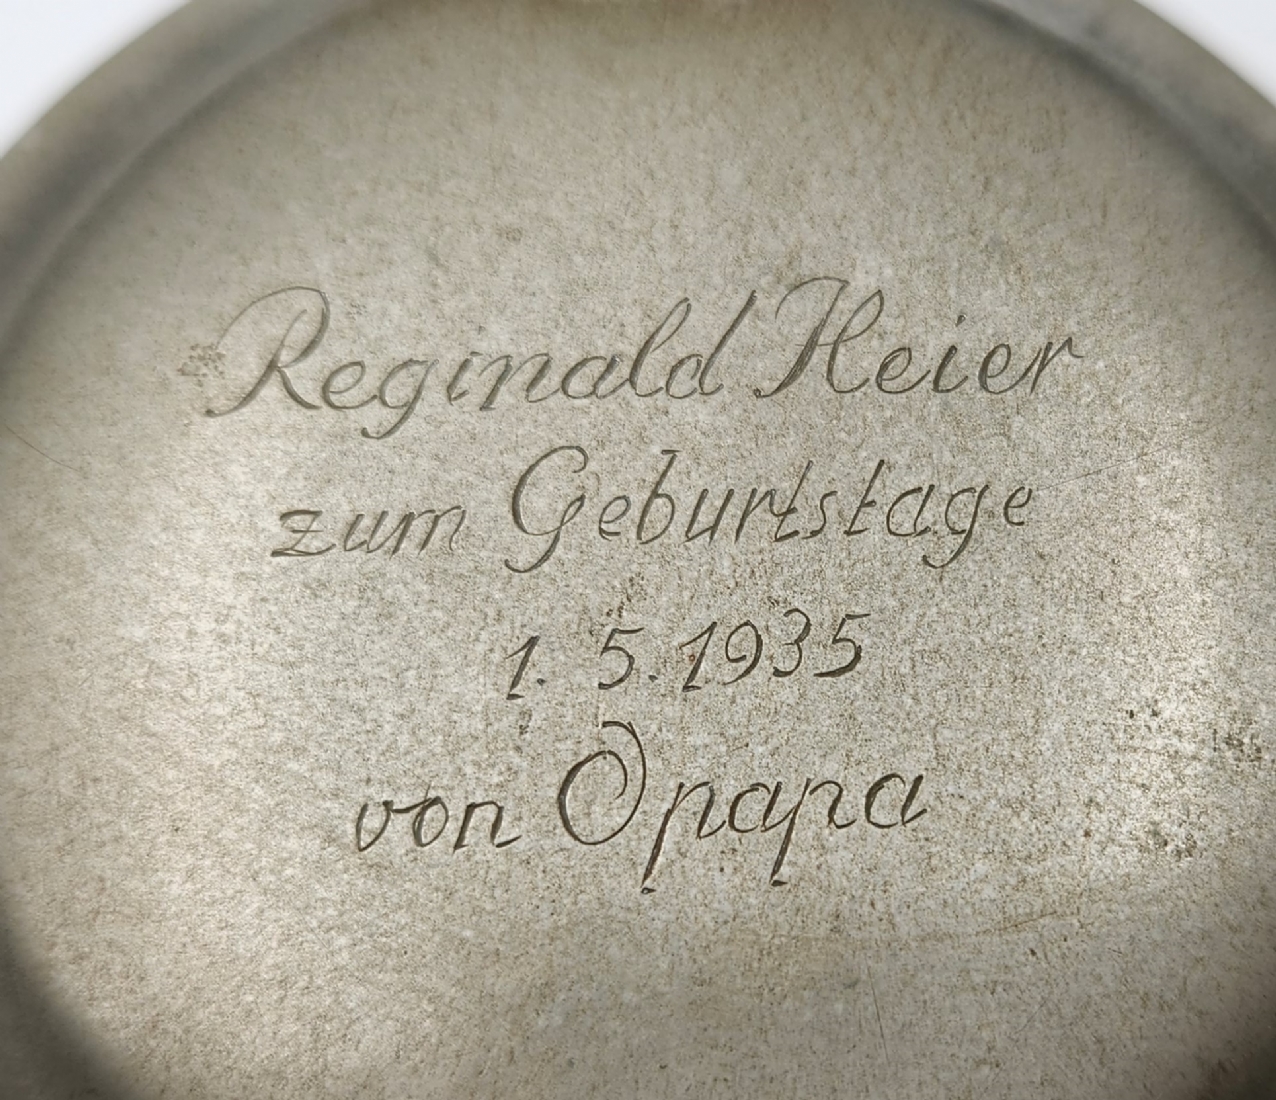 Reginald Heier
zum Geburtstage
1. 5. 1935
von Opapa